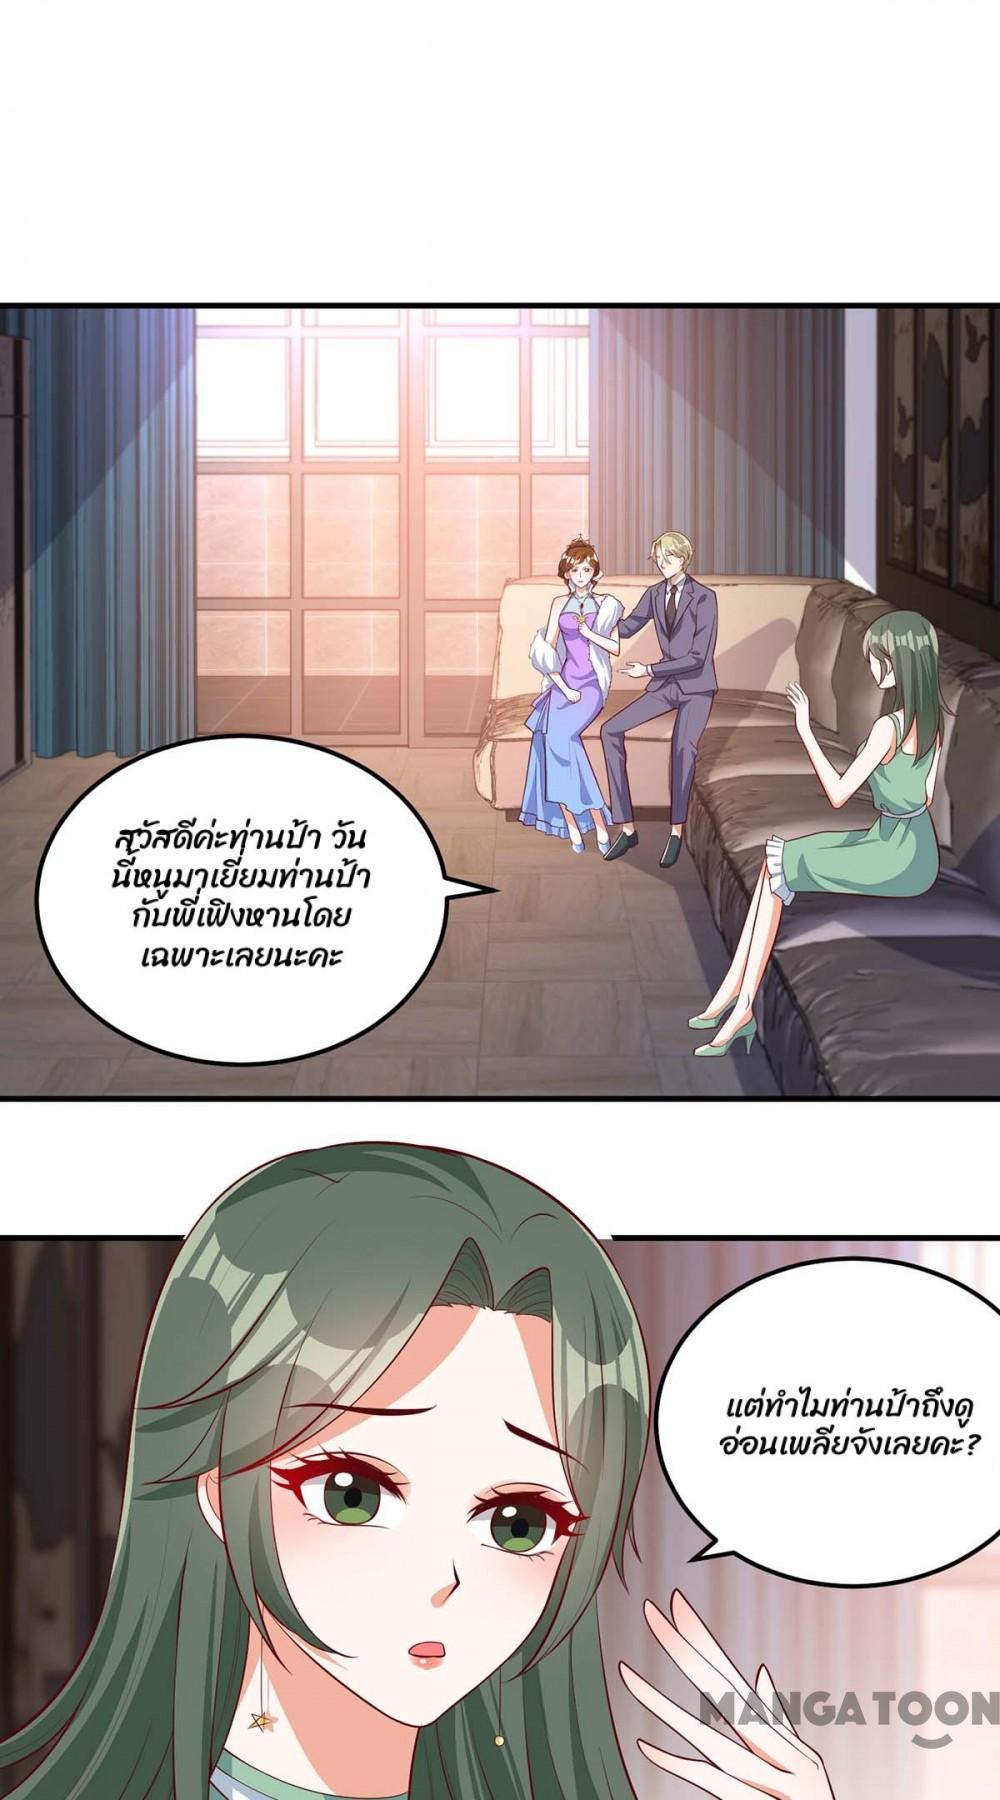 สวัสดีค่ะท่านป้า วัน
นี้หนูมาเยี่ยมท่านป้า
กับพี่เฟิงหานโดย
เฉพาะเลยนะคะ
แต่ทำไมท่านป้าถึงดู
อ่อนเพลียจังเลยคะ?
MANGATOON